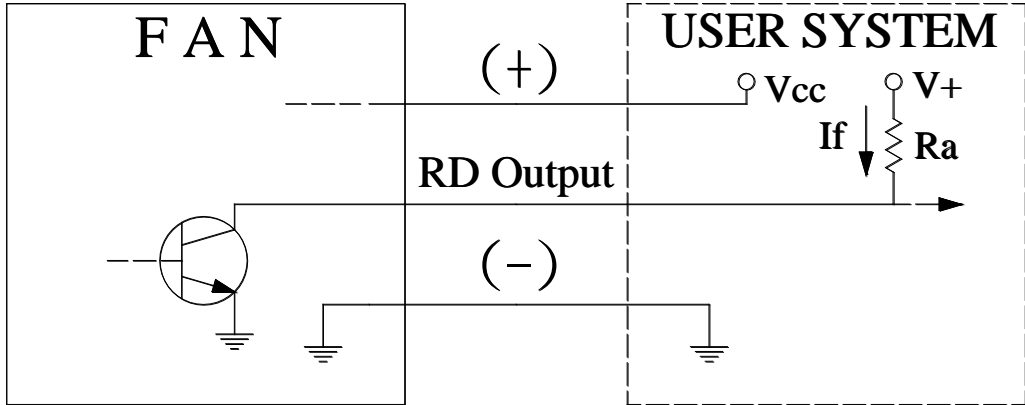 F A N
USER SYSTEM
(+)
Vcc
V+
If
Ra
RD Output
(-)